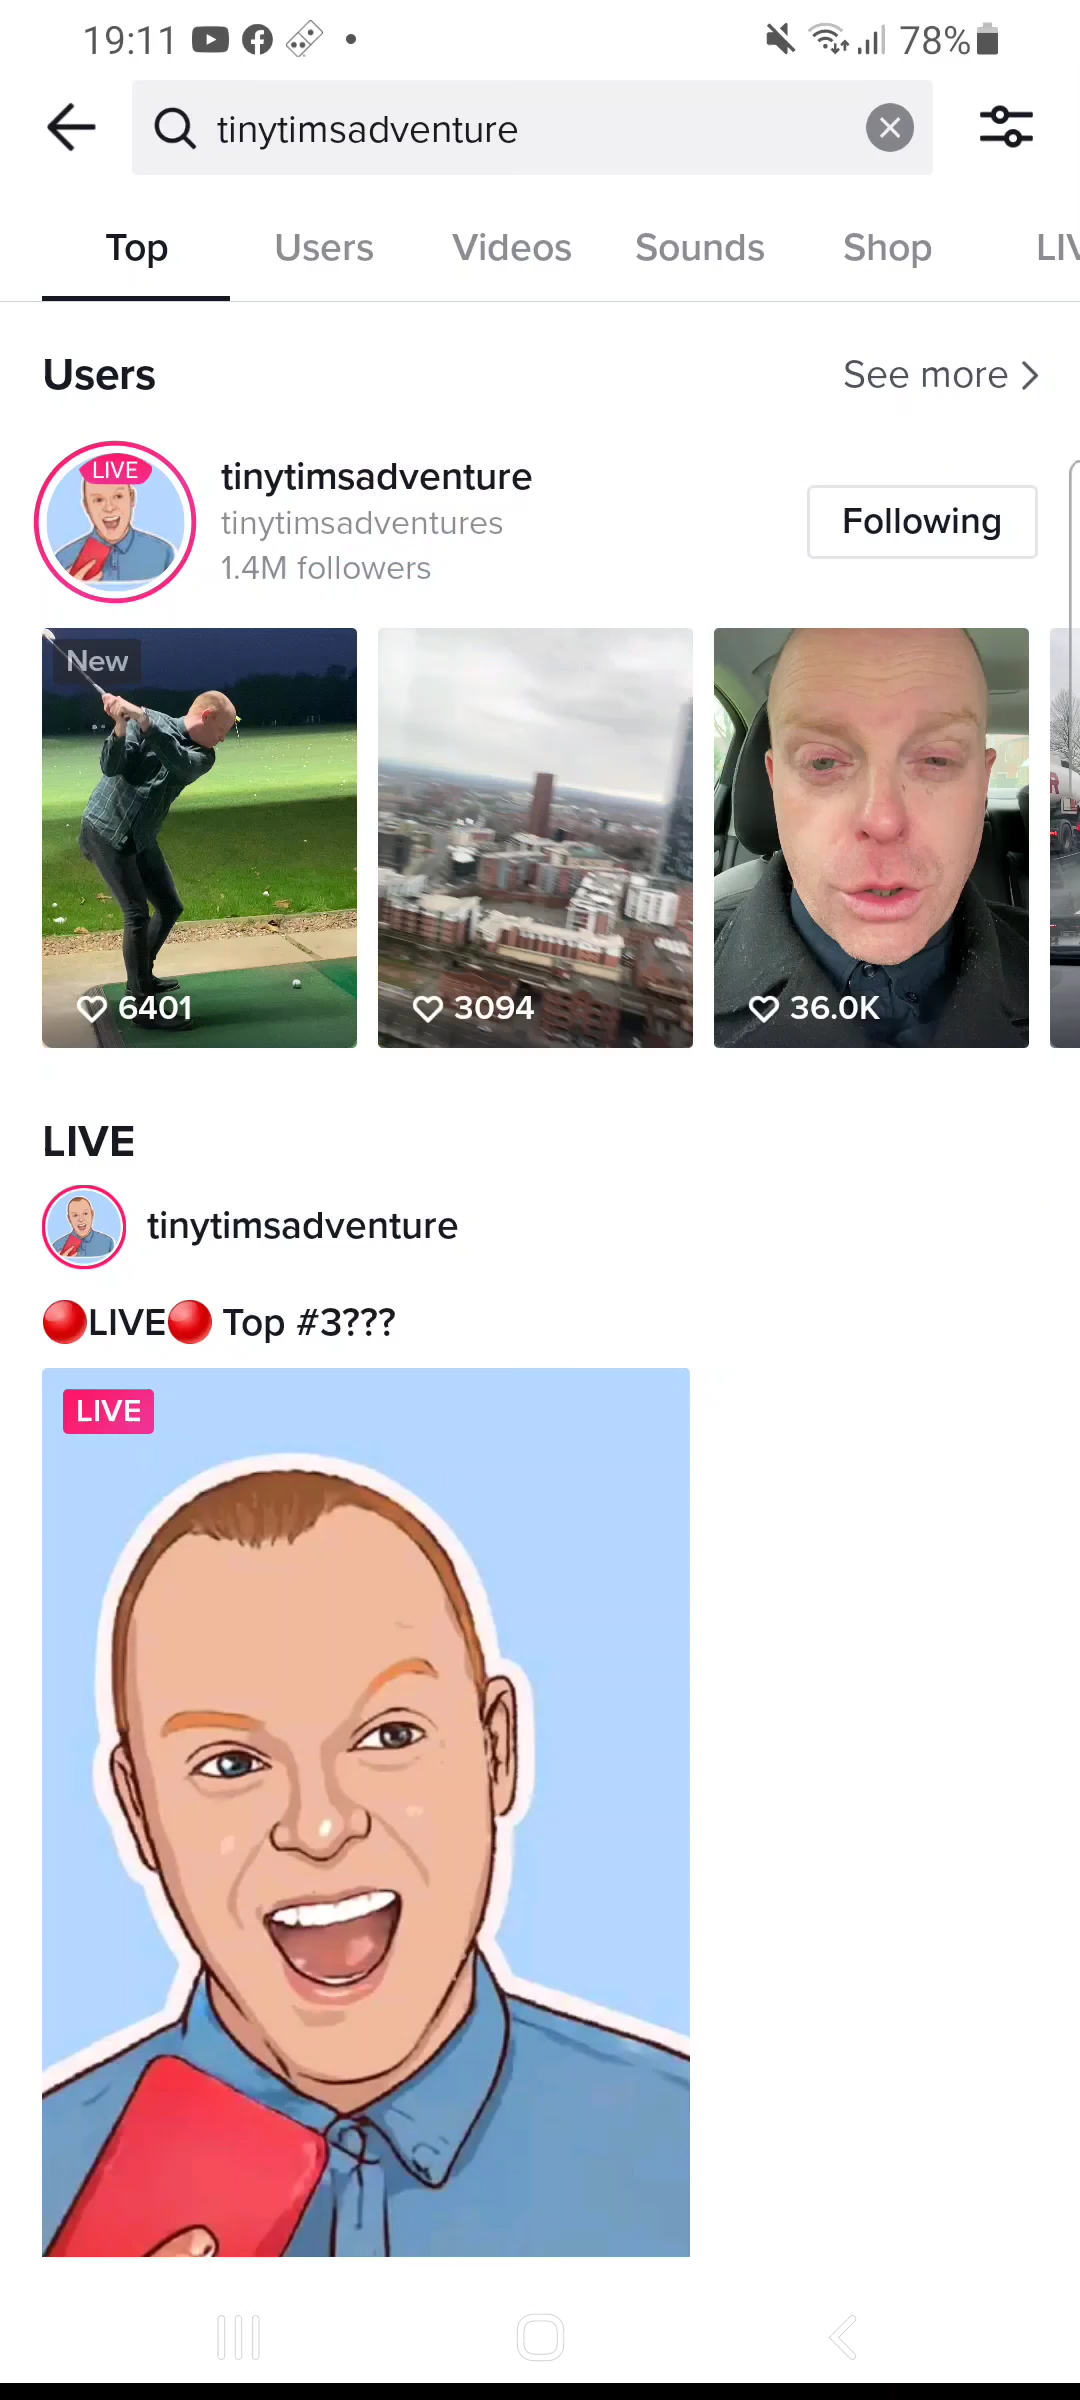 19:11
78%
tinytimsadventure
Top Users Videos Sounds Shop
Users
See more
LIVE
tinytimsadventure
tinytimsadventures
1.4M followers
Following
New
6401
3094
36.0K
LIVE
tinytimsadventure
🔴LIVE🔴 Top #3???
LIVE